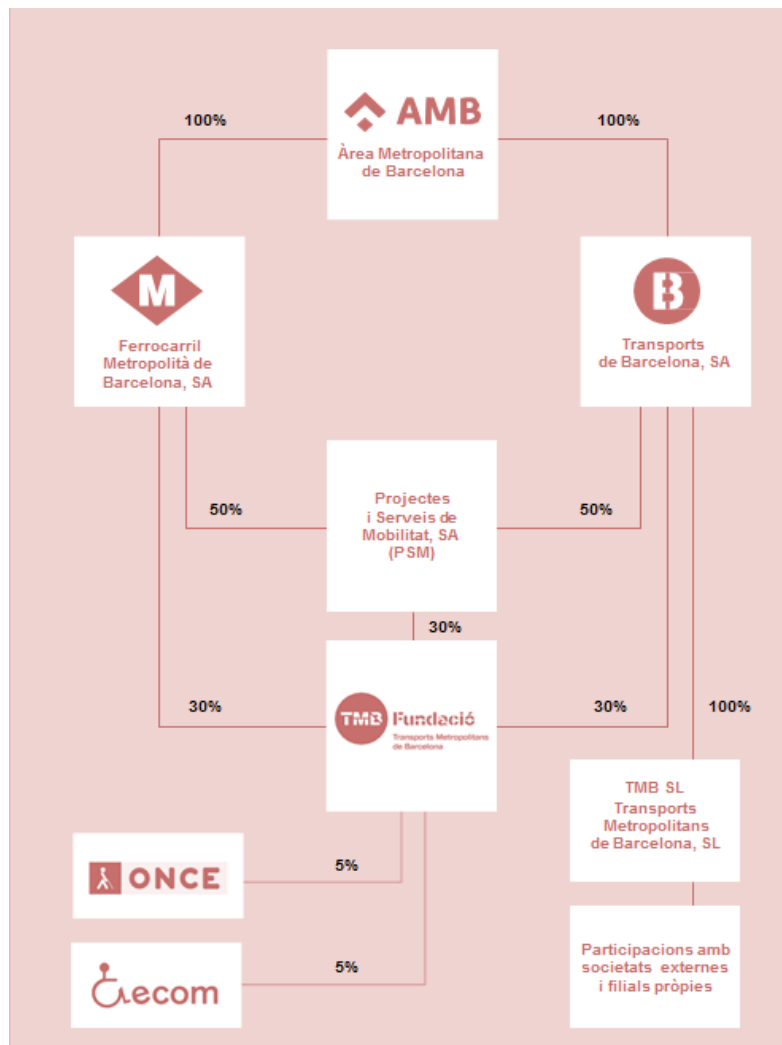 AMB
Àrea Metropolitana
de Barcelona
100%
100%
M
Ferrocarril
Metropolità de
Barcelona, SA
B
Transports
de Barcelona, SA
Projectes
i Serveis de
Mobilitat, SA
(PSM)
50%
50%
30%
TMB Fundació
Transports Metropolitans
de Barcelona
30%
30%
100%
TMB SL
Transports
Metropolitans
de Barcelona, SL
ONCE
5%
Participacions amb
societats externes
i filials pròpies
ecom
5%